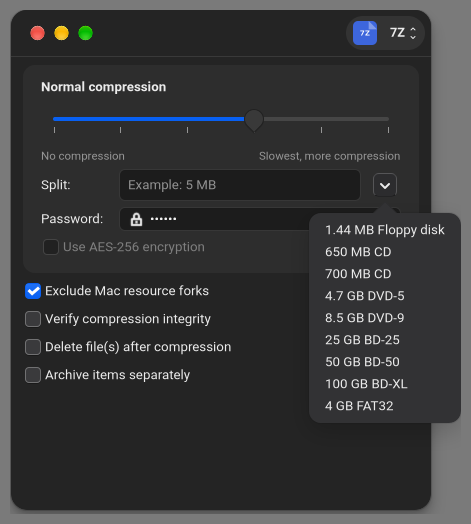 7Z 7Z
Normal compression
No compression Slowest, more compression
Split: Example: 5 MB
Password: ••••••
Use AES-256 encryption
Exclude Mac resource forks
Verify compression integrity
Delete file(s) after compression
Archive items separately
1.44 MB Floppy disk
650 MB CD
700 MB CD
4.7 GB DVD-5
8.5 GB DVD-9
25 GB BD-25
50 GB BD-50
100 GB BD-XL
4 GB FAT32